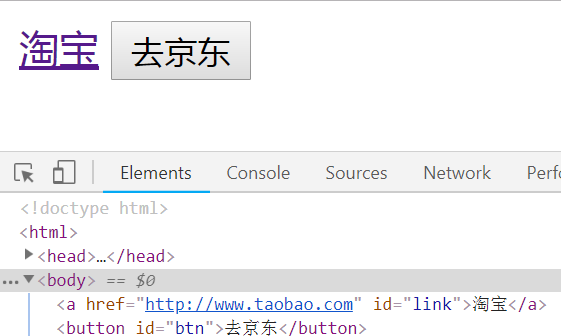 淘宝 去京东
Elements Console Sources Network
<!doctype html>
<html>
<head>…</head>
<body> == $0
<a href="http://www.taobao.com" id="link">淘宝</a>
<button id="btn">去京东</button>